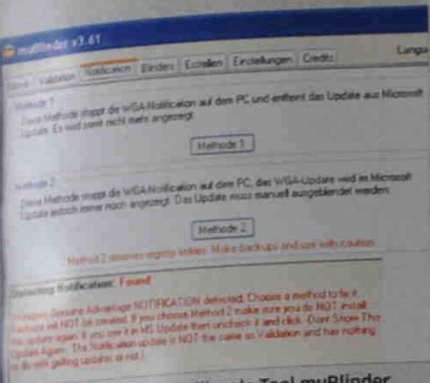 muBlinder v3.61
Validation Notification Blinders Erstellen Einstellungen Credits
Methode 1
Diese Methode stoppt die WGA-Notification auf dem PC und entfernt das Update aus Microsoft
Update. Es wird somit nicht mehr angezeigt.
Methode 1
Methode 2
Diese Methode stoppt die WGA-Notification auf dem PC, das WGA-Update wird im Microsoft
Update jedoch immer noch angezeigt. Das Update muss manuell ausgeblendet werden.
Methode 2
Method 2 removes registry entries. Make backups and use with caution.
Detecting Notification: Found
Genuine Advantage NOTIFICATION detected. Choose a method to fix it.
Backups will NOT be created. If you choose Method 2 make sure you do NOT install
the update again. If you see it in MS Update then uncheck it and click (Dont Show This
Update Again. The Notification update is NOT the same as Validation and has nothing
to do with getting updates or not.)
Tool muBlinder